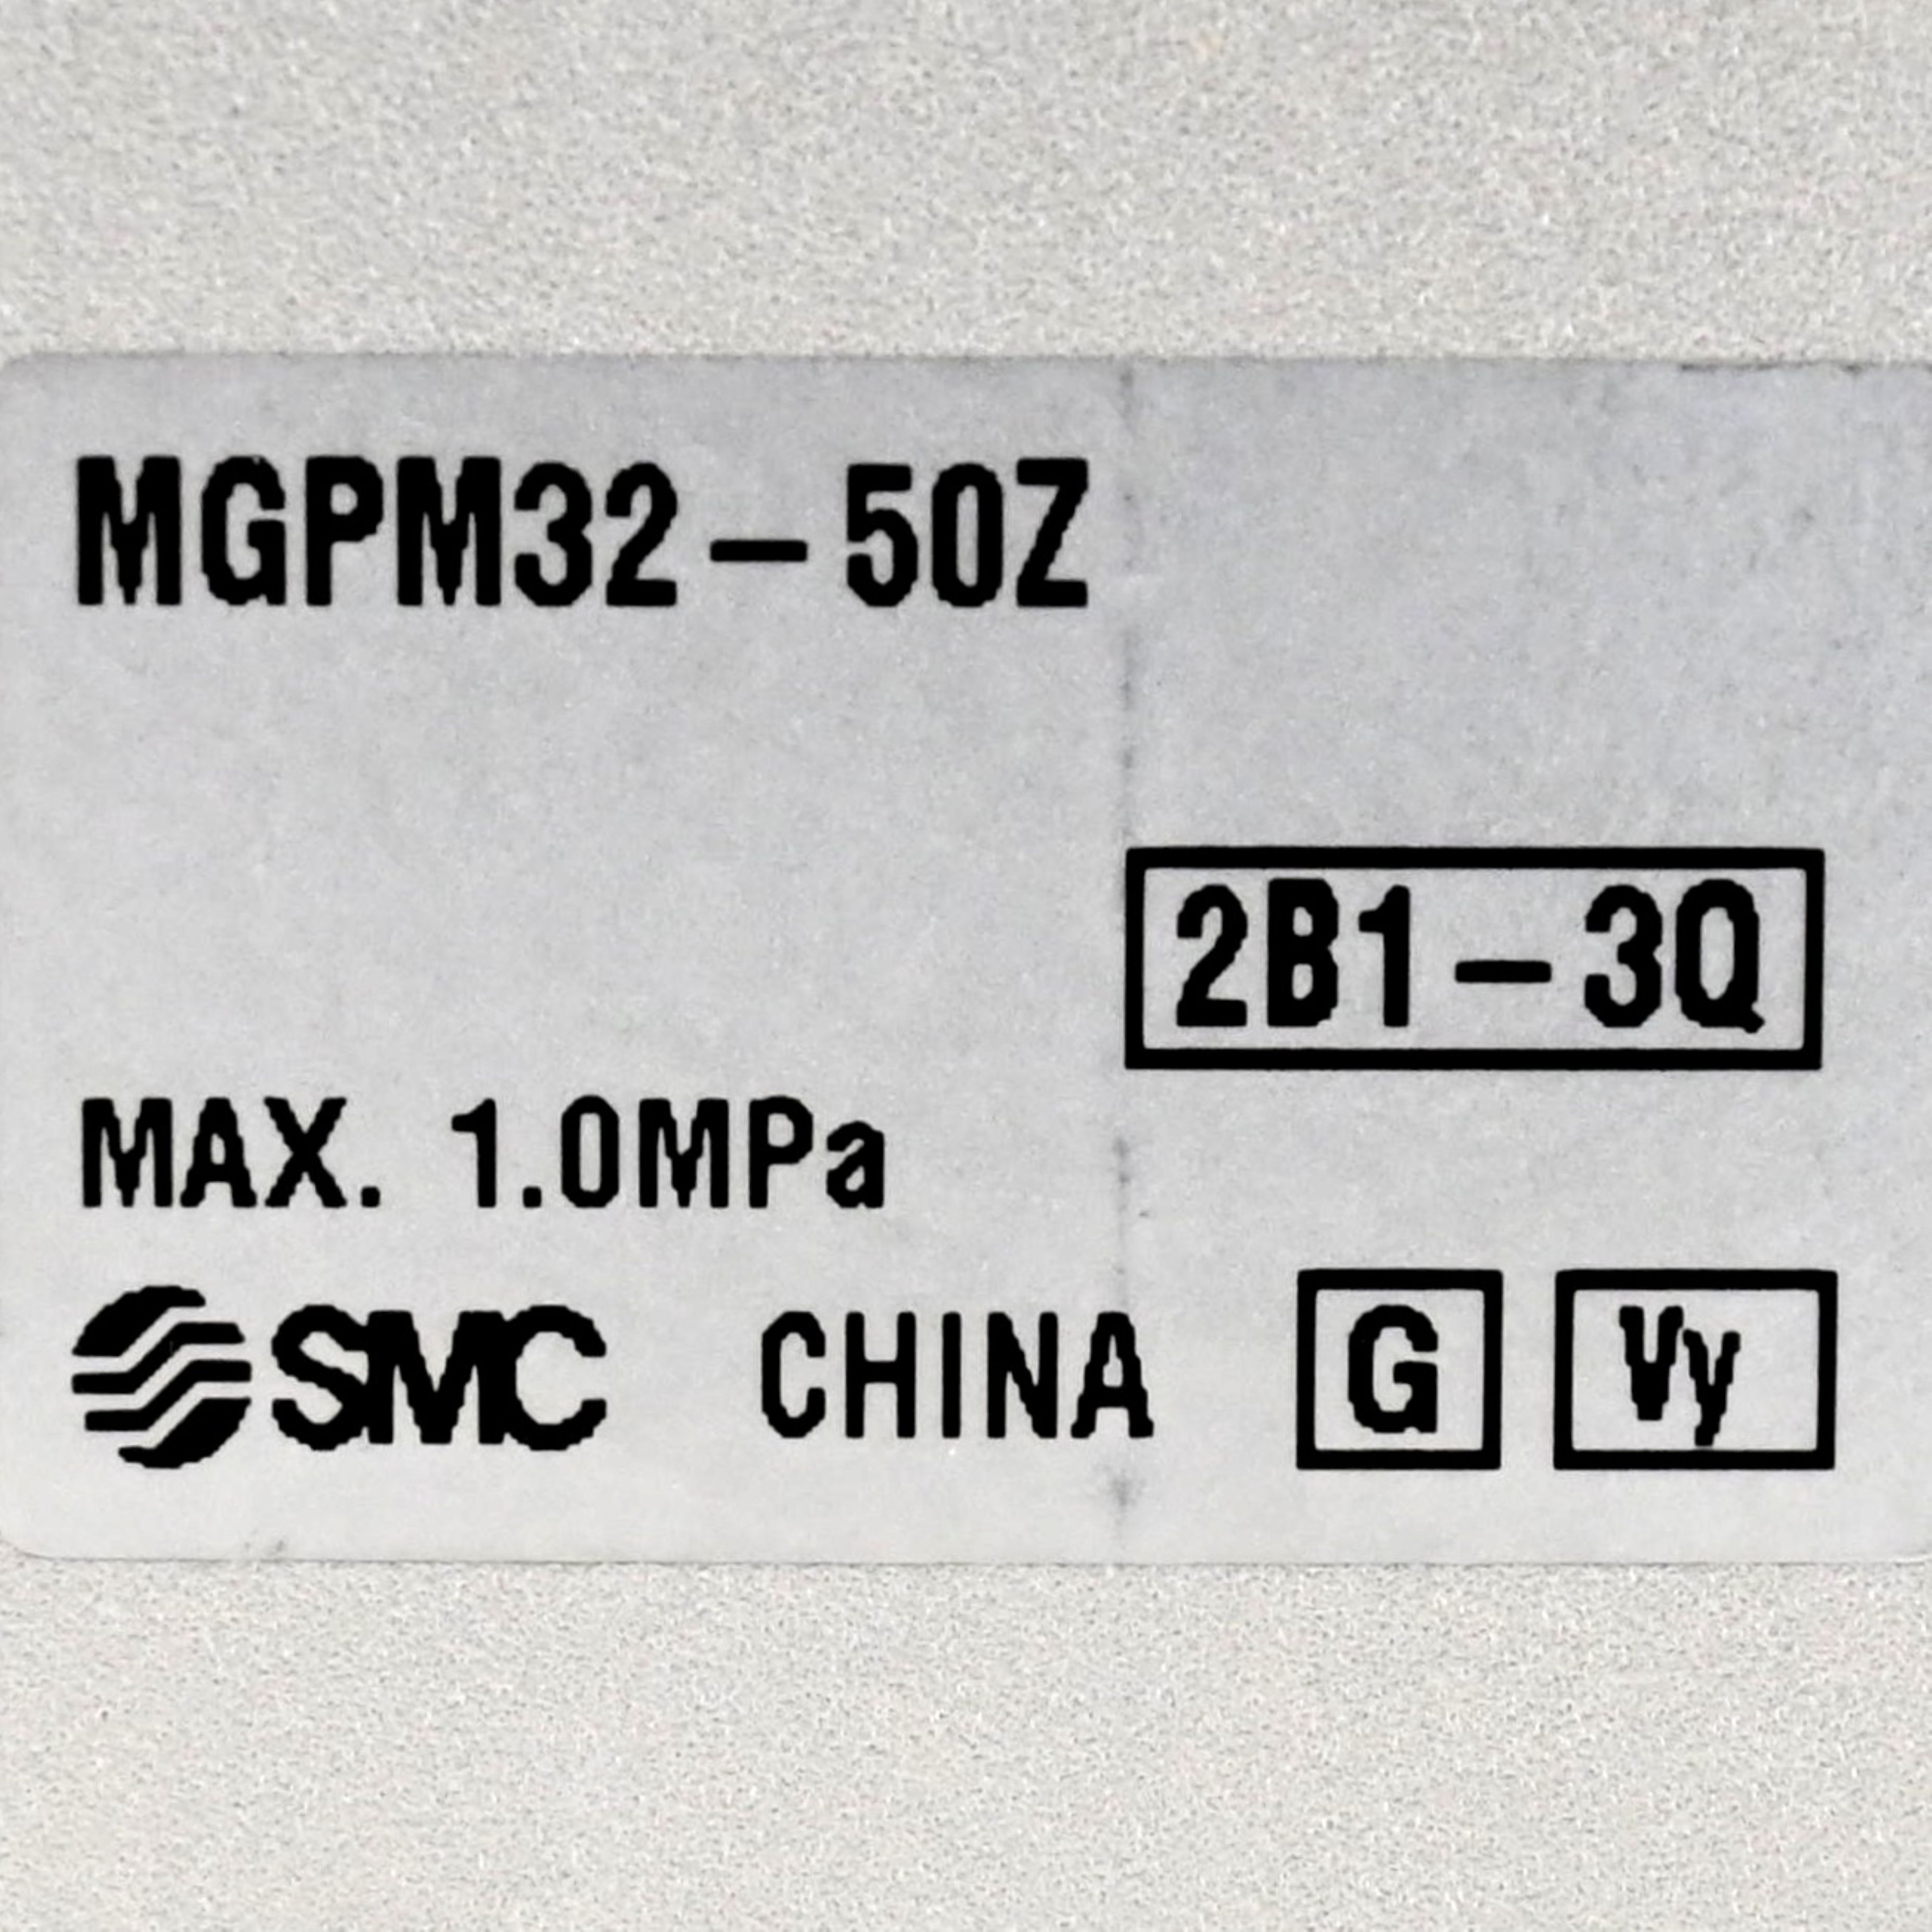 MGPM32-50Z
2B1-3Q
MAX. 1.0MPa
SMC CHINA G Vy